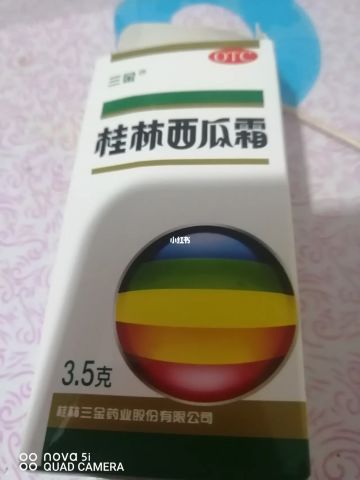 OTC
三金
桂林西瓜霜
小红书
3.5克
桂林三金药业股份有限公司
nova 5i
QUAD CAMERA